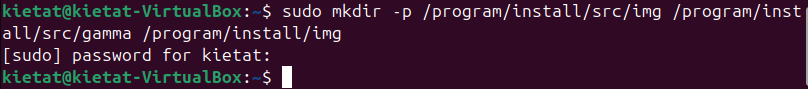 kietat@kietat-VirtualBox:~$ sudo mkdir -p /program/install/src/img /program/inst
all/src/gamma /program/install/img
[sudo] password for kietat:
kietat@kietat-VirtualBox:~$